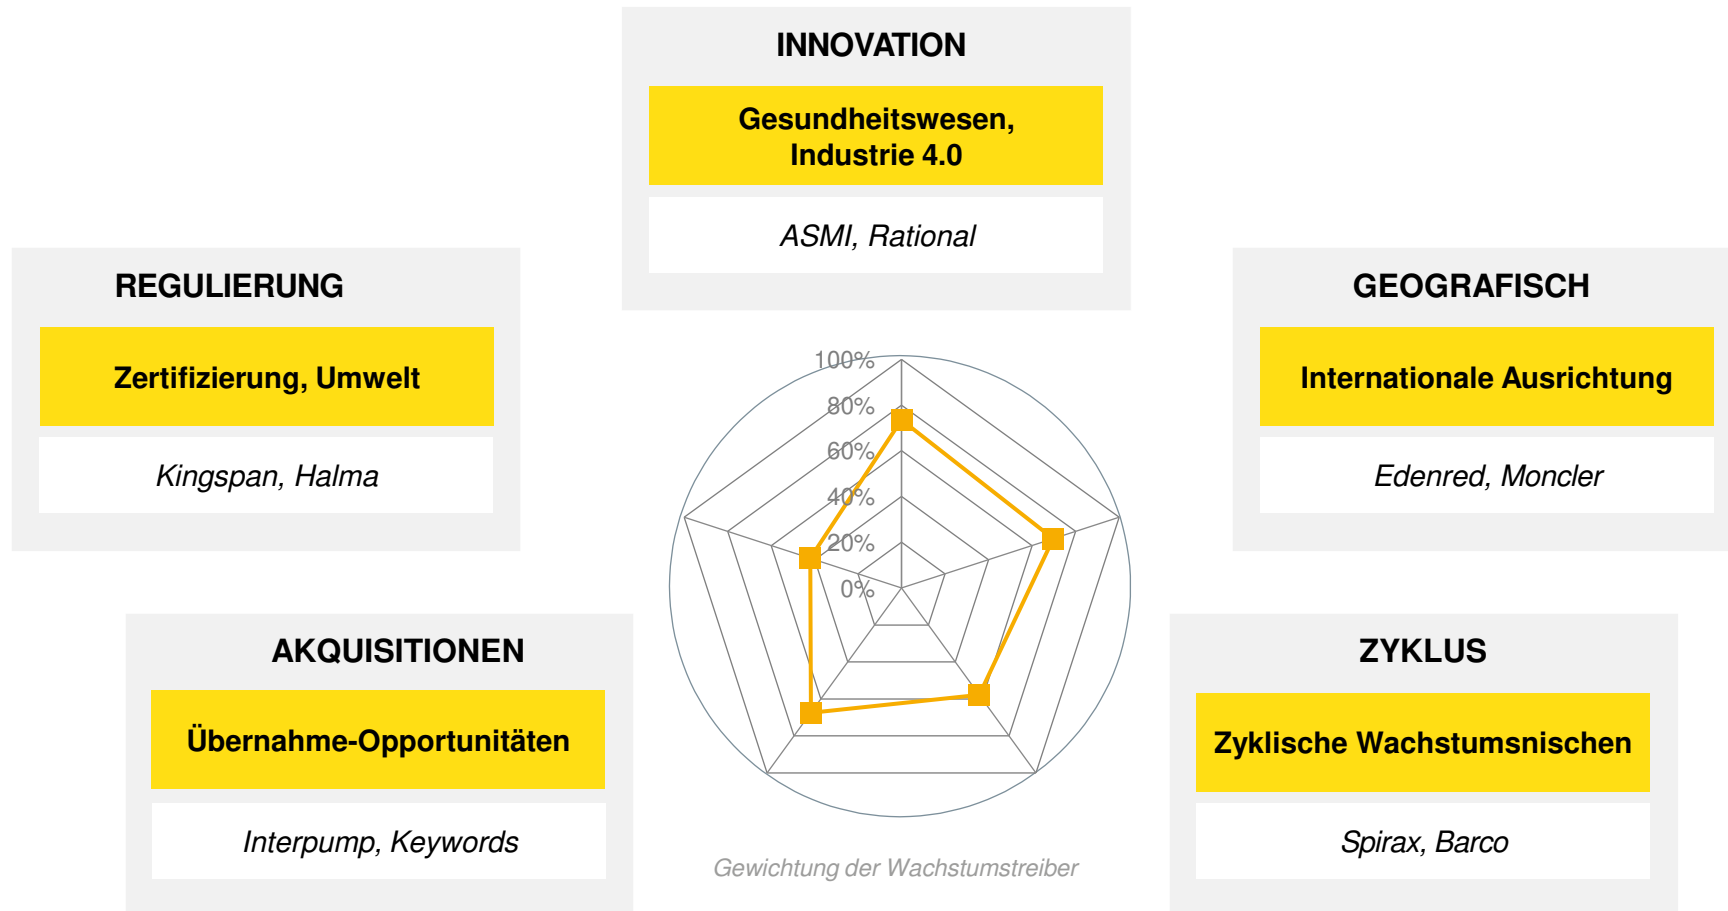 INNOVATION
Gesundheitswesen,
Industrie 4.0
ASMI, Rational
REGULIERUNG
Zertifizierung, Umwelt
Kingspan, Halma
GEOGRAFISCH
Internationale Ausrichtung
Edenred, Moncler
100%
80%
60%
40%
20%
0%
AKQUISITIONEN
Übernahme-Opportunitäten
Interpump, Keywords
ZYKLUS
Zyklische Wachstumsnischen
Spirax, Barco
Gewichtung der Wachstumstreiber